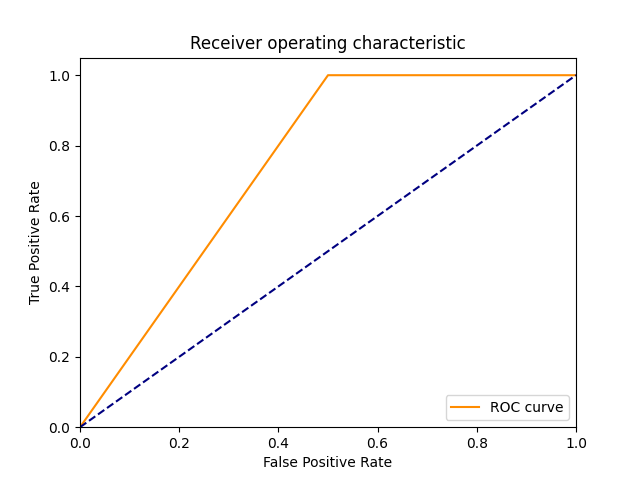 Receiver operating characteristic
True Positive Rate
1.0
0.8
0.6
0.4
0.2
0.0
0.0 0.2 0.4 0.6 0.8 1.0
False Positive Rate
ROC curve